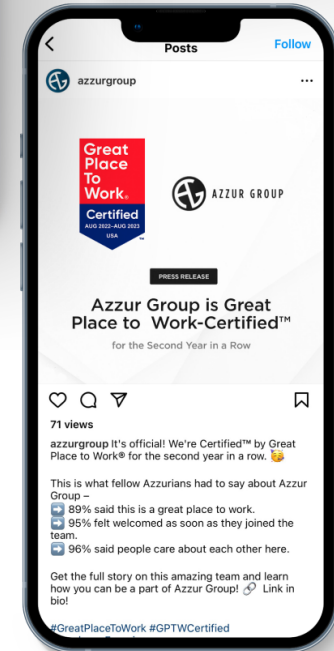 Posts
Follow
azzurgroup
Great
Place
To
Work®
Certified
AUG 2022–AUG 2023
USA
™
AG AZZUR GROUP
PRESS RELEASE
Azzur Group is Great
Place to Work-Certified™
for the Second Year in a Row
71 views
azzurgroup It's official! We're Certified™ by Great
Place to Work® for the second year in a row. 🥳
This is what fellow Azzurians had to say about Azzur
Group –
➡️ 89% said this is a great place to work.
➡️ 95% felt welcomed as soon as they joined the
team.
➡️ 96% said people care about each other here.
Get the full story on this amazing team and learn
how you can be a part of Azzur Group! 🔗 Link in
bio!
#GreatPlaceToWork #GPTWCertified